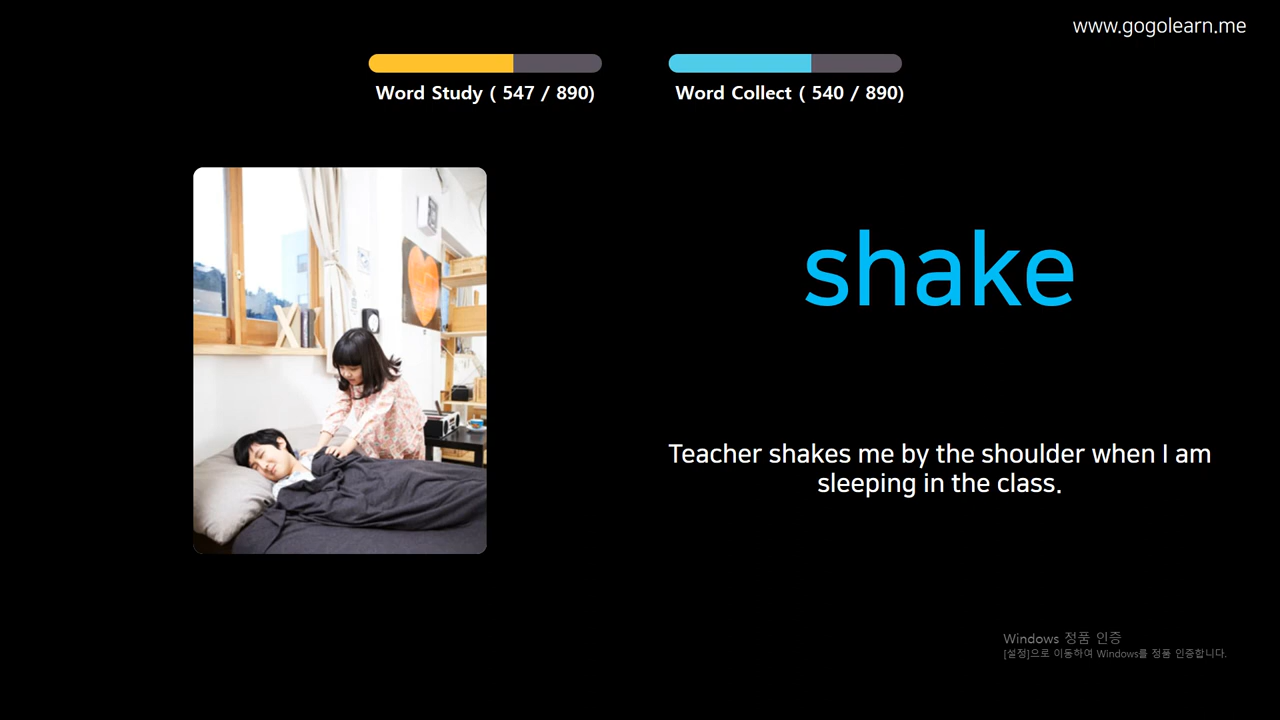 www.gogolearn.me
Word Study ( 547 / 890)
Word Collect ( 540 / 890)
shake
Teacher shakes me by the shoulder when I am
sleeping in the class.
Windows 정품 인증
[설정]으로 이동하여 Windows를 정품 인증합니다.